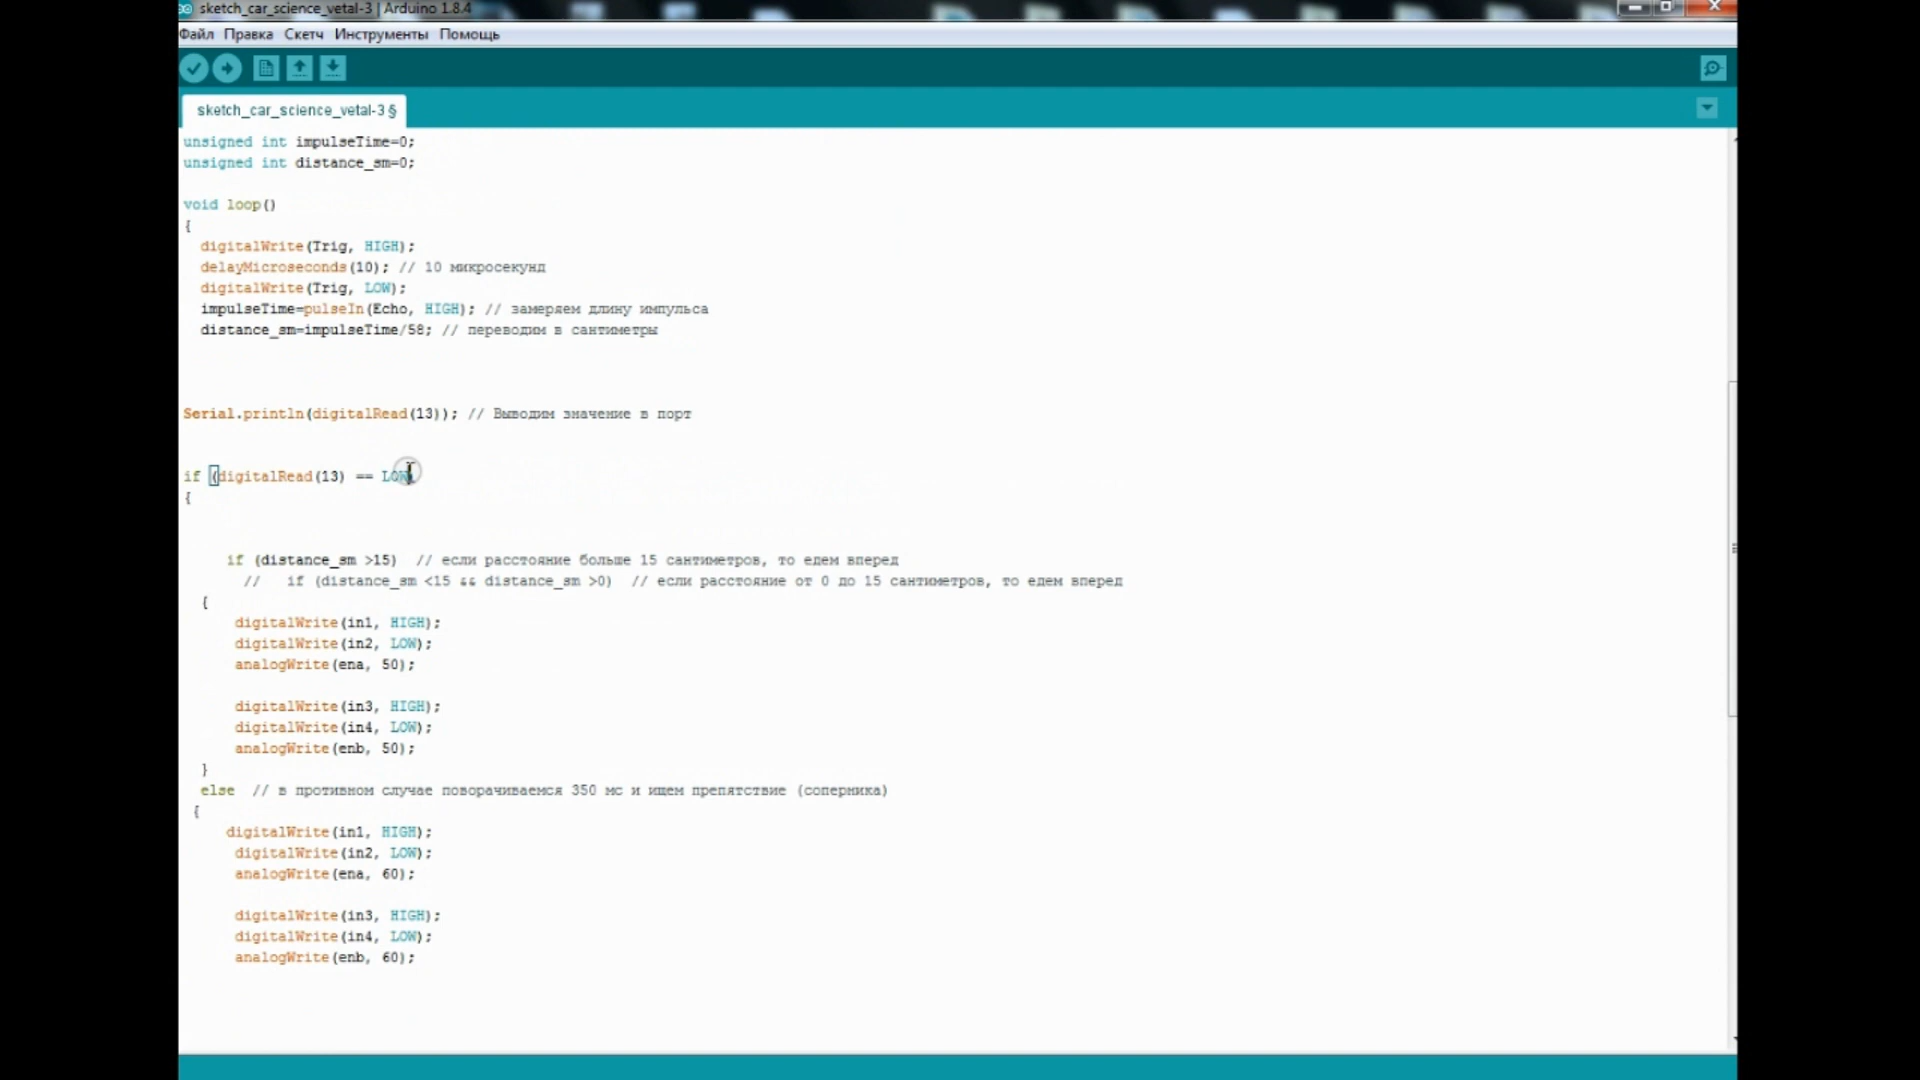 sketch_car_science_vetal-3 | Arduino 1.8.4
Файл Правка Скетч Инструменты Помощь
sketch_car_science_vetal-3 §
unsigned int impulseTime=0;
unsigned int distance_sm=0;
void loop()
{
digitalWrite(Trig, HIGH);
delayMicroseconds(10); // 10 микросекунд
digitalWrite(Trig, LOW);
impulseTime=pulseIn(Echo, HIGH); // замеряем длину импульса
distance_sm=impulseTime/58; // переводим в сантиметры
Serial.println(digitalRead(13)); // Выводим значение в порт
if (digitalRead(13) == LOW)
{
if (distance_sm >15) // если расстояние больше 15 сантиметров, то едем вперед
// if (distance_sm <15 && distance_sm >0) // если расстояние от 0 до 15 сантиметров, то едем вперед
{
digitalWrite(in1, HIGH);
digitalWrite(in2, LOW);
analogWrite(ena, 50);
digitalWrite(in3, HIGH);
digitalWrite(in4, LOW);
analogWrite(enb, 50);
}
else // в противном случае поворачиваемся 350 мс и ищем препятствие (соперника)
{
digitalWrite(in1, HIGH);
digitalWrite(in2, LOW);
analogWrite(ena, 60);
digitalWrite(in3, HIGH);
digitalWrite(in4, LOW);
analogWrite(enb, 60);